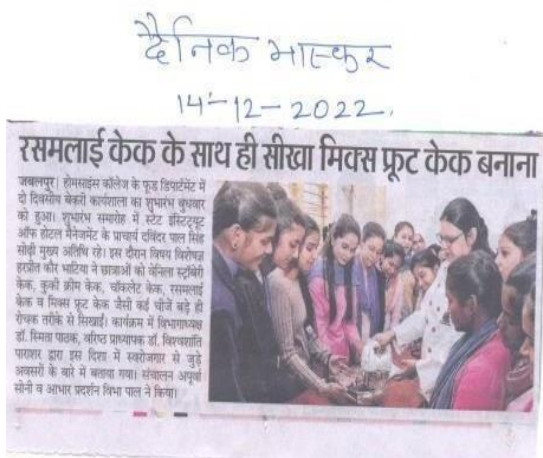 दैनिक भास्कर
14-12-2022.
रसमलाई केक के साथ ही सीखा मिक्स फ्रूट केक बनाना
जबलपुर| होमसाइंस कॉलेज के फूड डिपार्टमेंट में
दो दिवसीय बेकरी कार्यशाला का शुभारंभ बुधवार
को हुआ। शुभारंभ समारोह में स्टेट इंस्टिट्यूट
ऑफ होटल मैनेजमेंट के प्राचार्य दविंदर पाल सिंह
सोढ़ी मुख्य अतिथि रहे। इस दौरान विषय विशेषज्ञ
हरप्रीत कौर भाटिया ने छात्राओं को वेनिला स्ट्रॉबेरी
केक, कुकी क्रीम केक, चॉकलेट केक, रसमलाई
केक व मिक्स फ्रूट केक जैसी कई चीजें बड़े ही
रोचक तरीके से सिखाईं। कार्यक्रम में विभागाध्यक्ष
डॉ. स्मिता पाठक, वरिष्ठ प्राध्यापक डॉ. विश्वशांति
पाराशर द्वारा इस दिशा में स्वरोजगार से जुड़े
अवसरों के बारे में बताया गया। संचालन अपूर्वा
सोनी व आभार प्रदर्शन विभा पाल ने किया।